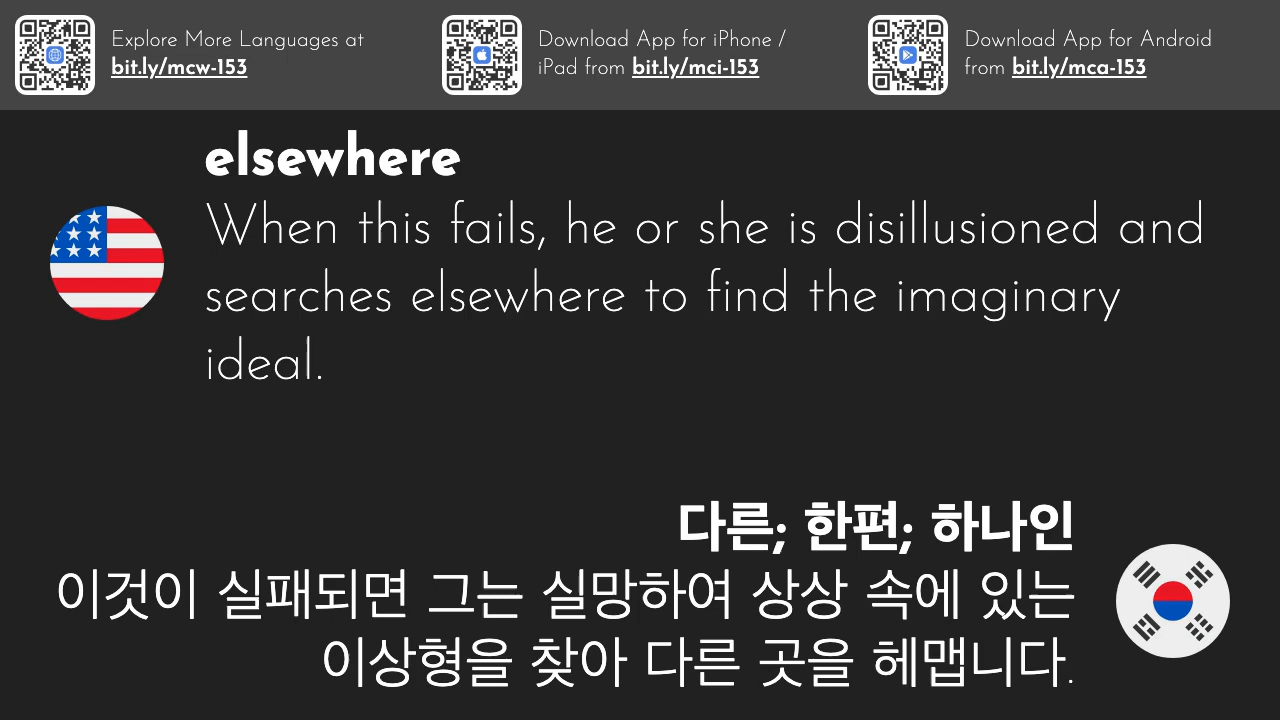 Explore More Languages at
bit.ly/mcw-153
Download App for iPhone /
iPad from bit.ly/mci-153
Download App for Android
from bit.ly/mca-153
elsewhere
When this fails, he or she is disillusioned and
searches elsewhere to find the imaginary
ideal.
다른; 한편; 하나인
이것이 실패되면 그는 실망하여 상상 속에 있는
이상형을 찾아 다른 곳을 헤맵니다.